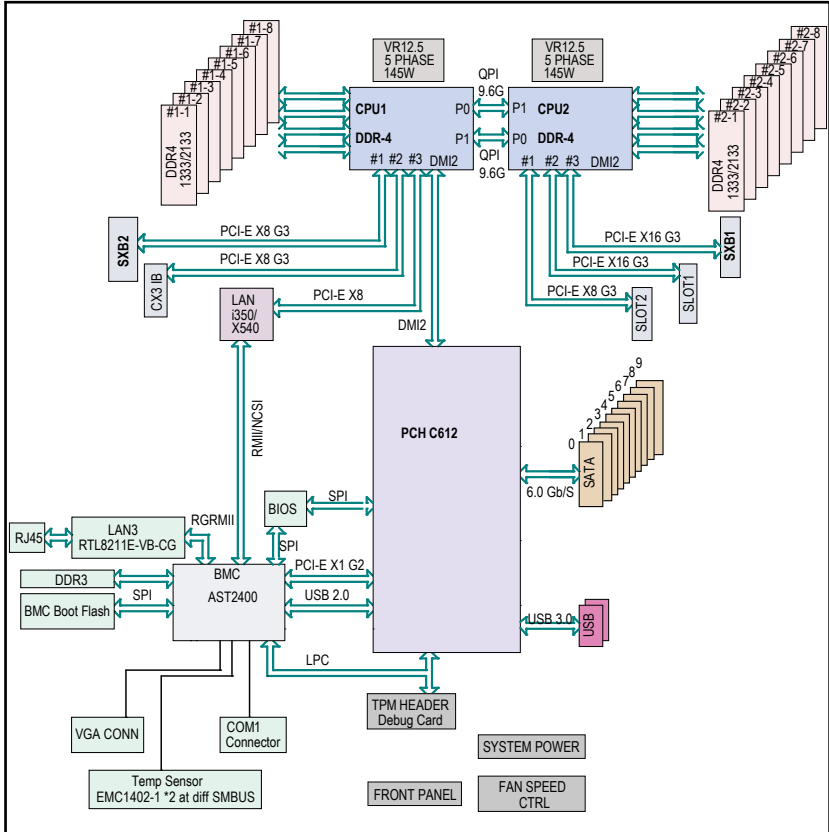 #1-8
#1-7
#1-6
#1-5
#1-4
#1-3
#1-2
#1-1
DDR4
1333/2133
VR12.5
5 PHASE
145W
QPI
9.6G
VR12.5
5 PHASE
145W
#2-8
#2-7
#2-6
#2-5
#2-4
#2-3
#2-2
#2-1
DDR4
1333/2133
CPU1
P0
DDR-4
P1
#1 #2 #3 DMI2
QPI
9.6G
P1
CPU2
P0
DDR-4
#1 #2 #3 DMI2
SXB2
PCI-E X8 G3
CX3 IB
PCI-E X8 G3
LAN
i350/
X540
PCI-E X8
DMI2
PCI-E X16 G3
SXB1
PCI-E X16 G3
SLOT1
PCI-E X8 G3
SLOT2
PCH C612
0 1 2 3 4 5 6 7 8 9
SATA
6.0 Gb/S
RMII/NCSI
BIOS
SPI
SPI
RJ45
LAN3
RTL8211E-VB-CG
RGRMII
DDR3
SPI
BMC Boot Flash
BMC
AST2400
PCI-E X1 G2
USB 2.0
USB 3.0
USB
LPC
TPM HEADER
Debug Card
VGA CONN
COM1
Connector
Temp Sensor
EMC1402-1 *2 at diff SMBUS
SYSTEM POWER
FRONT PANEL
FAN SPEED
CTRL